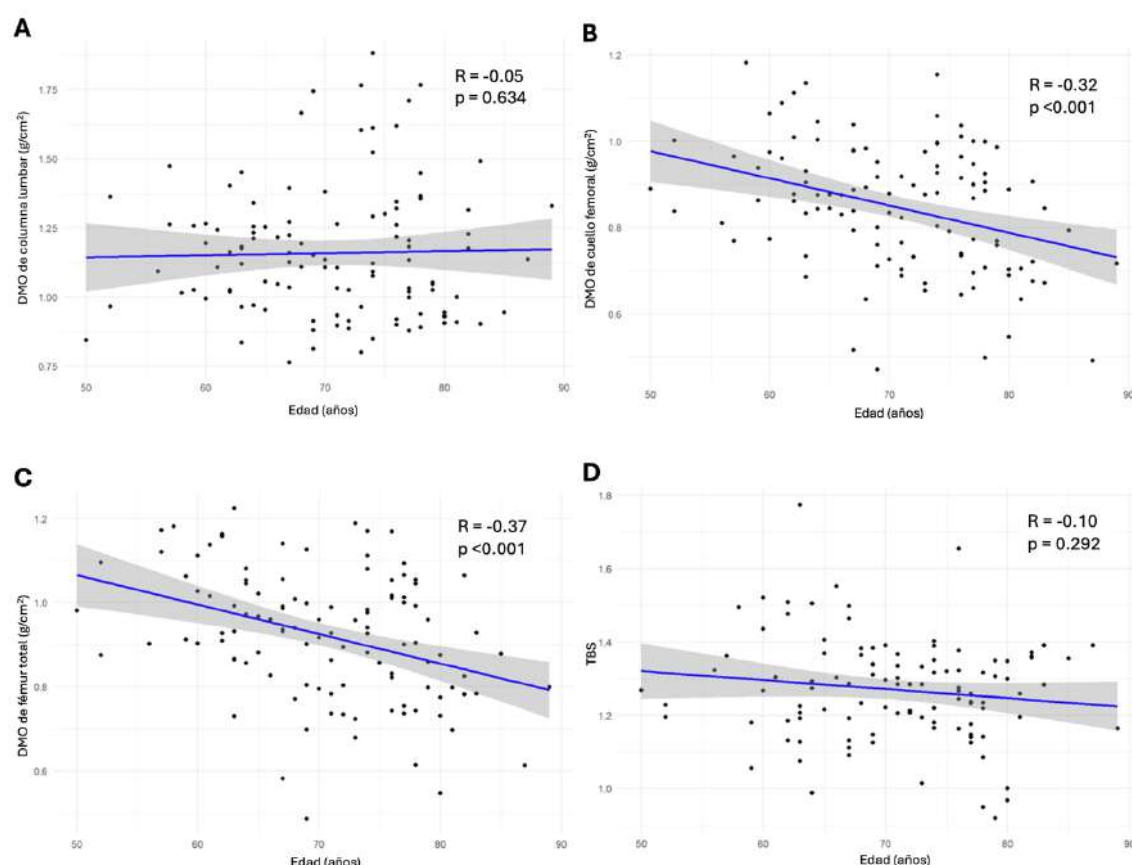 A
R = -0.05
p = 0.634
DMO de columna lumbar (g/cm²)
1.75
1.50
1.25
1.00
0.75
50
60
70
80
90
Edad (años)
B
R = -0.32
p <0.001
DMO de cuello femoral (g/cm²)
1.2
1.0
0.8
0.6
50
60
70
80
90
Edad (años)
C
R = -0.37
p <0.001
DMO de fémur total (g/cm²)
1.2
1.0
0.8
0.6
50
60
70
80
90
Edad (años)
D
R = -0.10
p = 0.292
TBS
1.8
1.6
1.4
1.2
1.0
50
60
70
80
90
Edad (años)